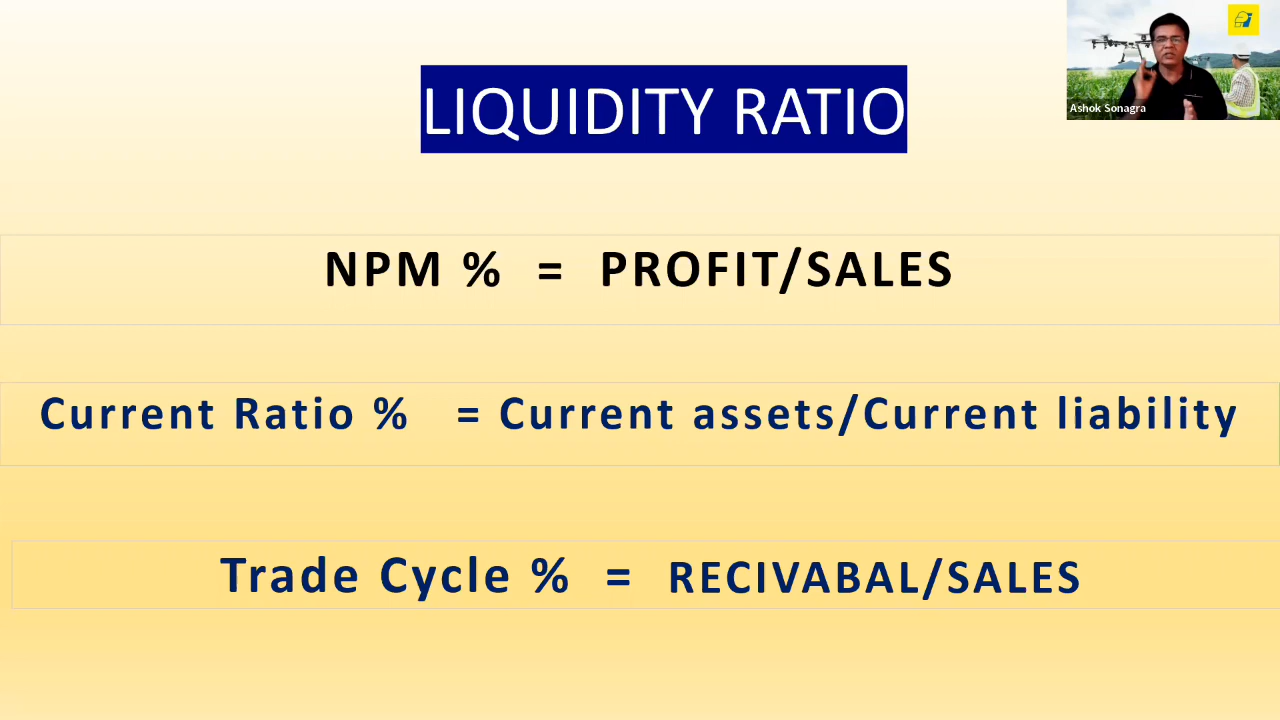 LIQUIDITY RATIO
Ashok Sonagra
NPM % = PROFIT/SALES
Current Ratio % = Current assets/Current liability
Trade Cycle % = RECIVABAL/SALES